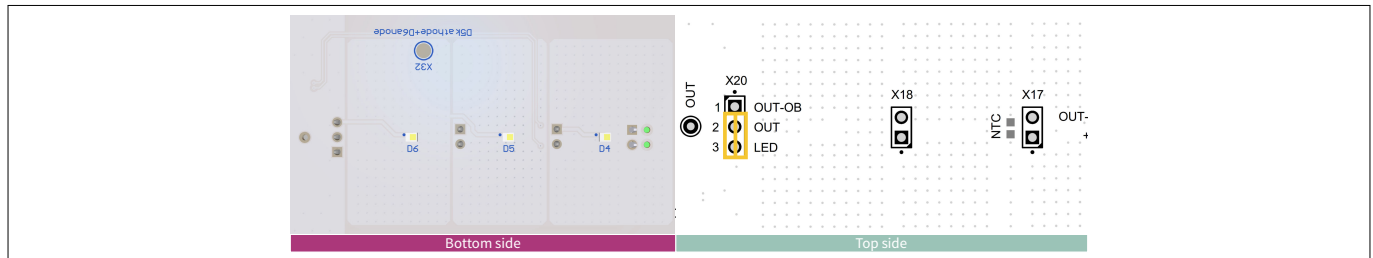 D5kathode+D6anode
X32
D6
D5
D4
Bottom side
OUT
X20
1
OUT-OB
2
OUT
3
LED
X18
X17
NTC
OUT-
+
Top side